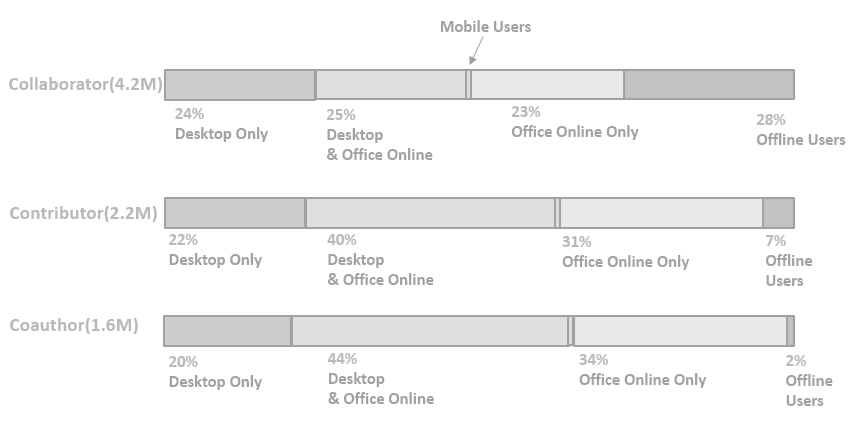 Mobile Users
Collaborator(4.2M)
24%
Desktop Only
25%
Desktop
& Office Online
23%
Office Online Only
28%
Offline Users
Contributor(2.2M)
22%
Desktop Only
40%
Desktop
& Office Online
31%
Office Online Only
7%
Offline
Users
Coauthor(1.6M)
20%
Desktop Only
44%
Desktop
& Office Online
34%
Office Online Only
2%
Offline
Users